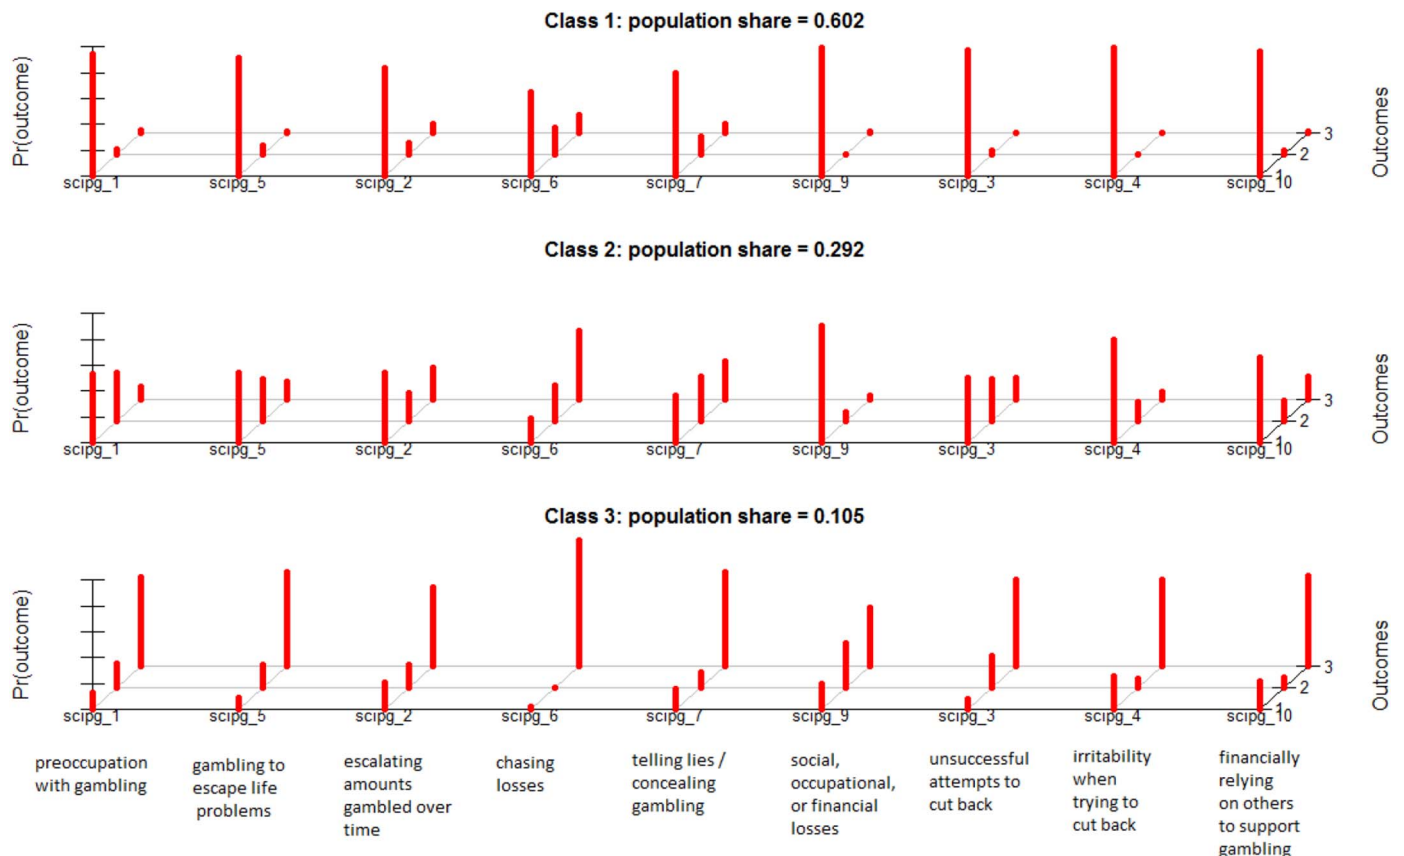 Class 1: population share = 0.602
Pr(outcome)
3
2
1
Outcomes
scipg_1 scipg_5 scipg_2 scipg_6 scipg_7 scipg_9 scipg_3 scipg_4 scipg_10
Class 2: population share = 0.292
Pr(outcome)
3
2
1
Outcomes
scipg_1 scipg_5 scipg_2 scipg_6 scipg_7 scipg_9 scipg_3 scipg_4 scipg_10
Class 3: population share = 0.105
Pr(outcome)
3
2
1
Outcomes
scipg_1 scipg_5 scipg_2 scipg_6 scipg_7 scipg_9 scipg_3 scipg_4 scipg_10
preoccupation
with gambling
gambling to
escape life
problems
escalating
amounts
gambled over
time
chasing
losses
telling lies /
concealing
gambling
social,
occupational,
or financial
losses
unsuccessful
attempts to
cut back
irritability
when
trying to
cut back
financially
relying
on others
to support
gambling